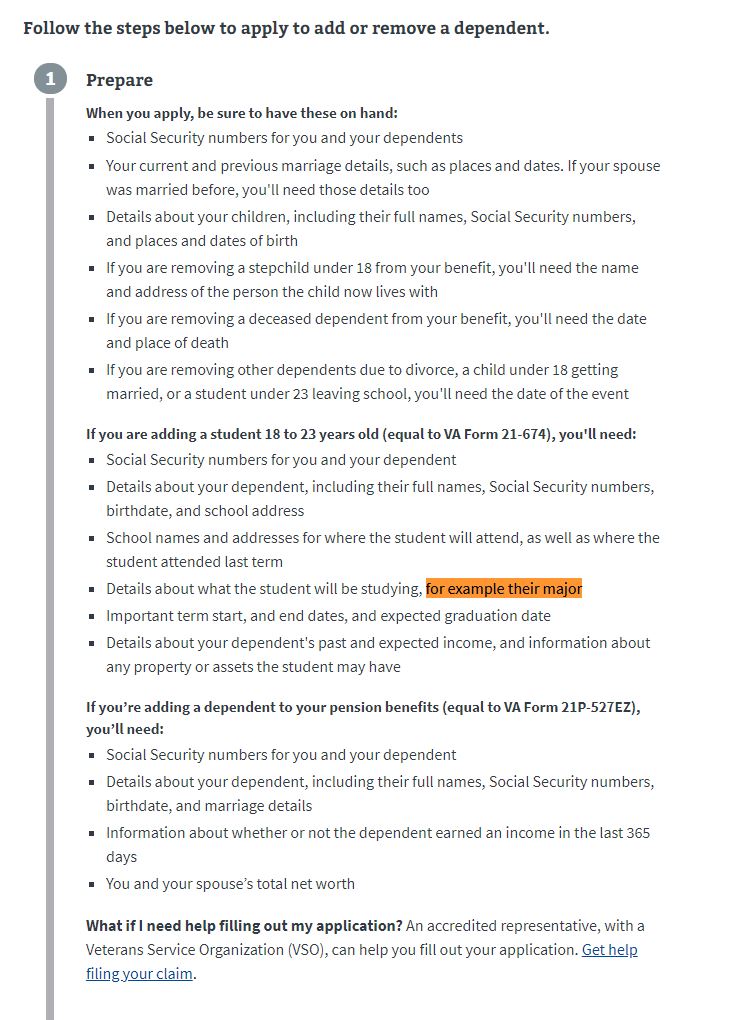 Follow the steps below to apply to add or remove a dependent.
1 Prepare
When you apply, be sure to have these on hand:
▪ Social Security numbers for you and your dependents
▪ Your current and previous marriage details, such as places and dates. If your spouse
was married before, you'll need those details too
▪ Details about your children, including their full names, Social Security numbers,
and places and dates of birth
▪ If you are removing a stepchild under 18 from your benefit, you'll need the name
and address of the person the child now lives with
▪ If you are removing a deceased dependent from your benefit, you'll need the date
and place of death
▪ If you are removing other dependents due to divorce, a child under 18 getting
married, or a student under 23 leaving school, you'll need the date of the event
If you are adding a student 18 to 23 years old (equal to VA Form 21-674), you'll need:
▪ Social Security numbers for you and your dependent
▪ Details about your dependent, including their full names, Social Security numbers,
birthdate, and school address
▪ School names and addresses for where the student will attend, as well as where the
student attended last term
▪ Details about what the student will be studying, for example their major
▪ Important term start, and end dates, and expected graduation date
▪ Details about your dependent's past and expected income, and information about
any property or assets the student may have
If you’re adding a dependent to your pension benefits (equal to VA Form 21P-527EZ),
you’ll need:
▪ Social Security numbers for you and your dependent
▪ Details about your dependent, including their full names, Social Security numbers,
birthdate, and marriage details
▪ Information about whether or not the dependent earned an income in the last 365
days
▪ You and your spouse’s total net worth
What if I need help filling out my application? An accredited representative, with a
Veterans Service Organization (VSO), can help you fill out your application. Get help
filing your claim.